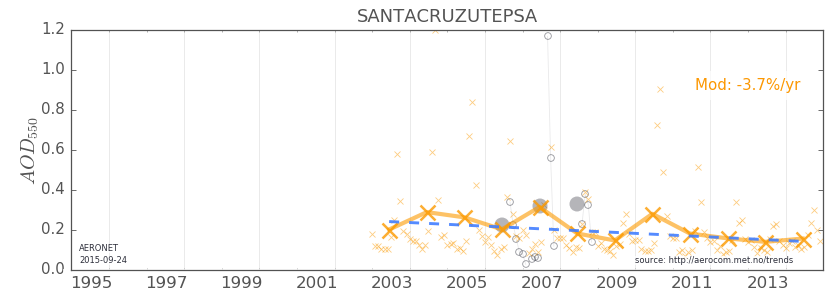 SANTACRUZUTEPSA
1.2
1.0
0.8
0.6
0.4
0.2
0.0
AOD550
Mod: -3.7%/yr
AERONET
2015-09-24
source: http://aerocom.met.no/trends
1995 1997 1999 2001 2003 2005 2007 2009 2011 2013